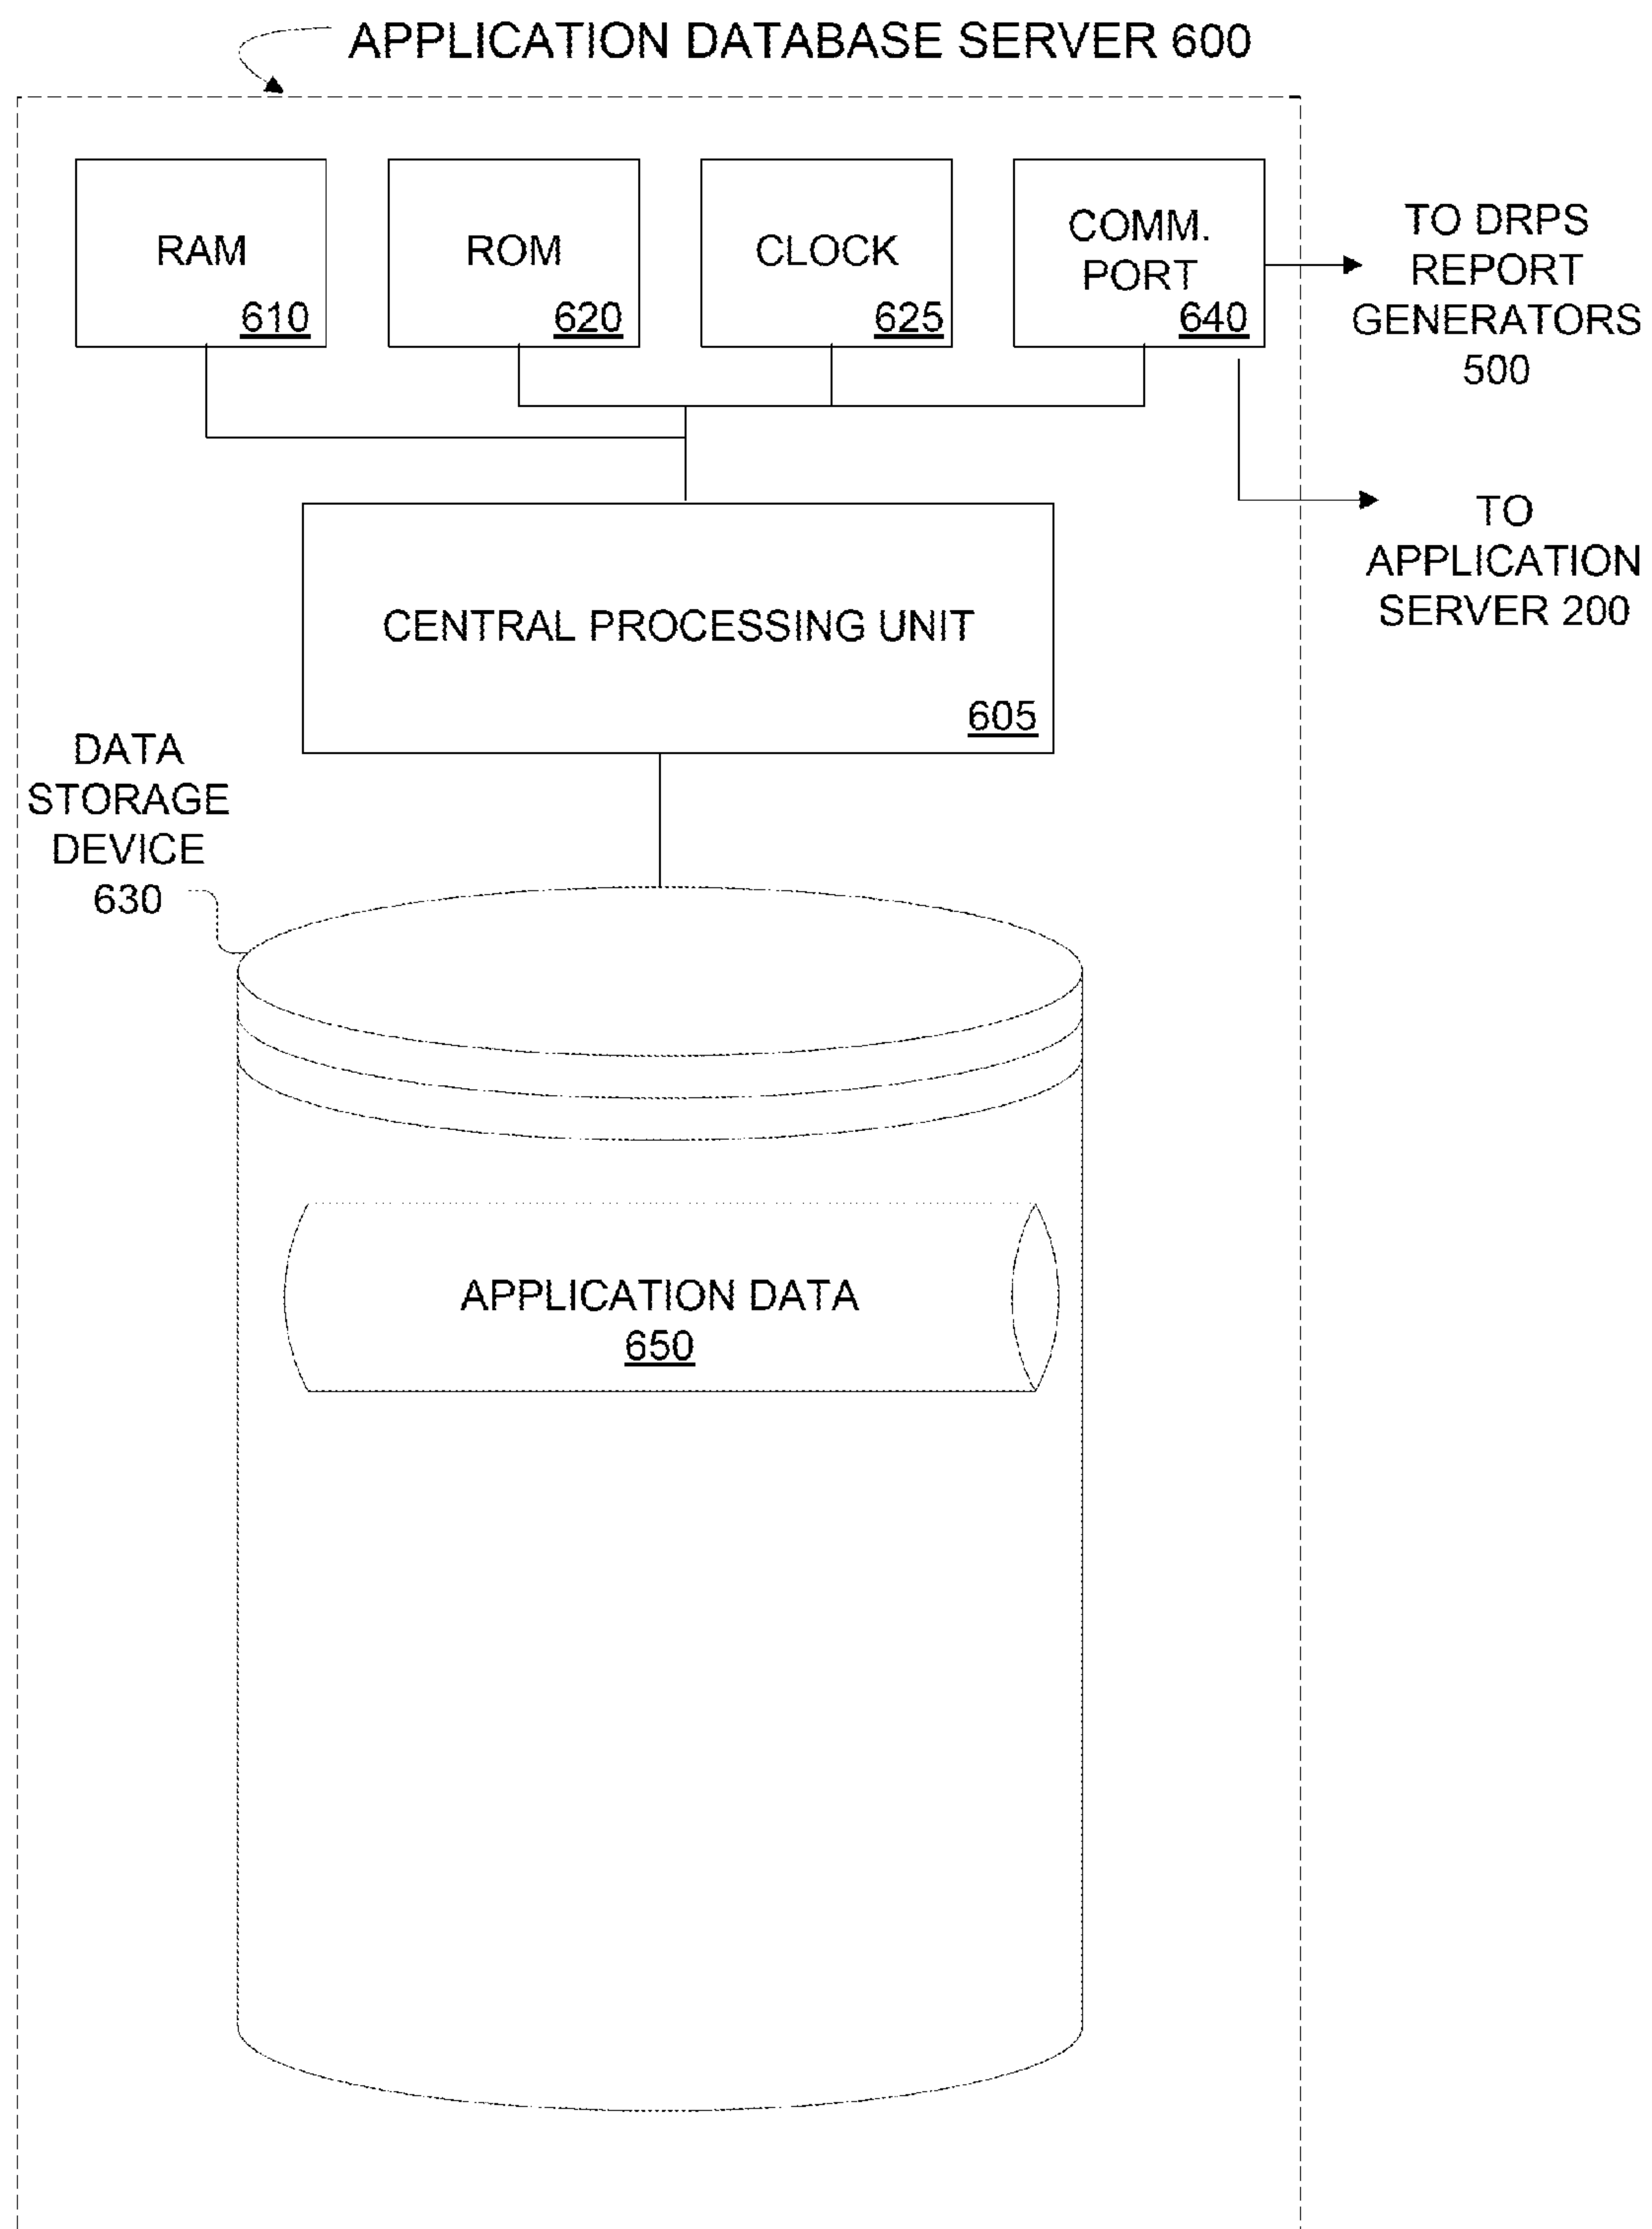 APPLICATION DATABASE SERVER 600
RAM
610
ROM
620
CLOCK
625
COMM.
PORT
640
TO DRPS
REPORT
GENERATORS
500
TO
APPLICATION
SERVER 200
CENTRAL PROCESSING UNIT
605
DATA
STORAGE
DEVICE
630
APPLICATION DATA
650